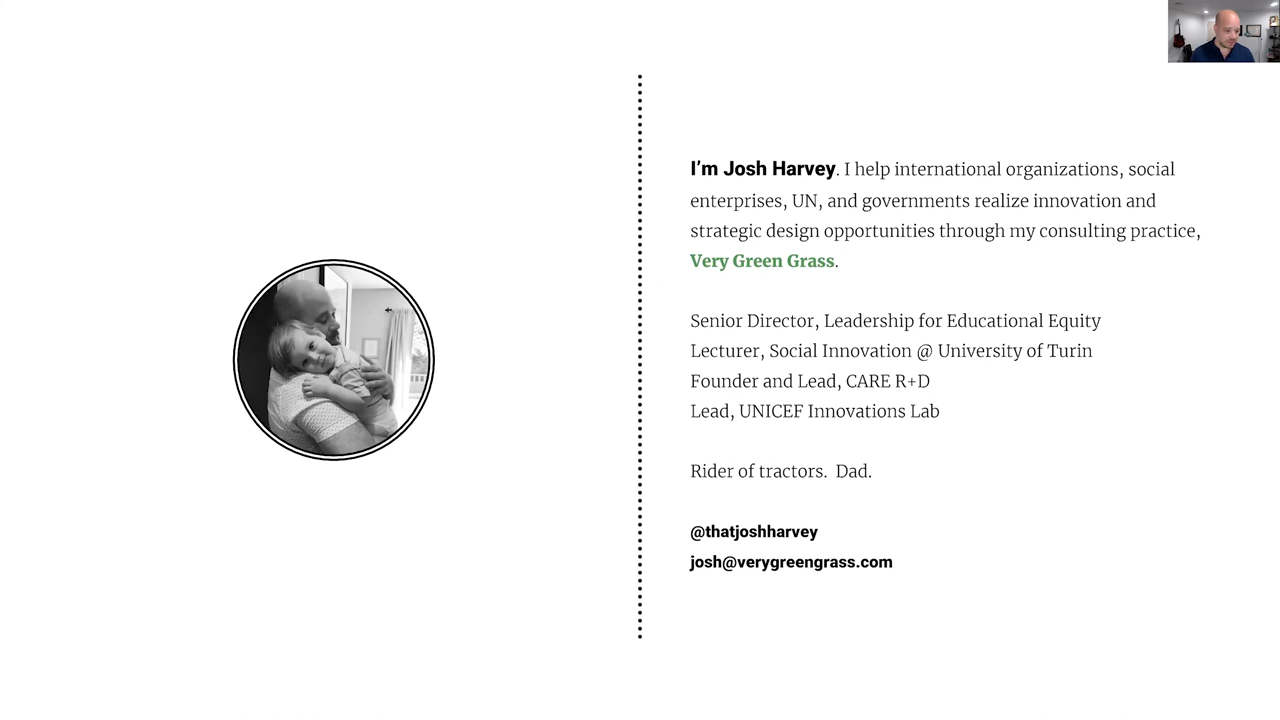 I'm Josh Harvey. I help international organizations, social
enterprises, UN, and governments realize innovation and
strategic design opportunities through my consulting practice,
Very Green Grass.
Senior Director, Leadership for Educational Equity
Lecturer, Social Innovation @ University of Turin
Founder and Lead, CARE R+D
Lead, UNICEF Innovations Lab
Rider of tractors.  Dad.
@thatjoshharvey
josh@verygreengrass.com